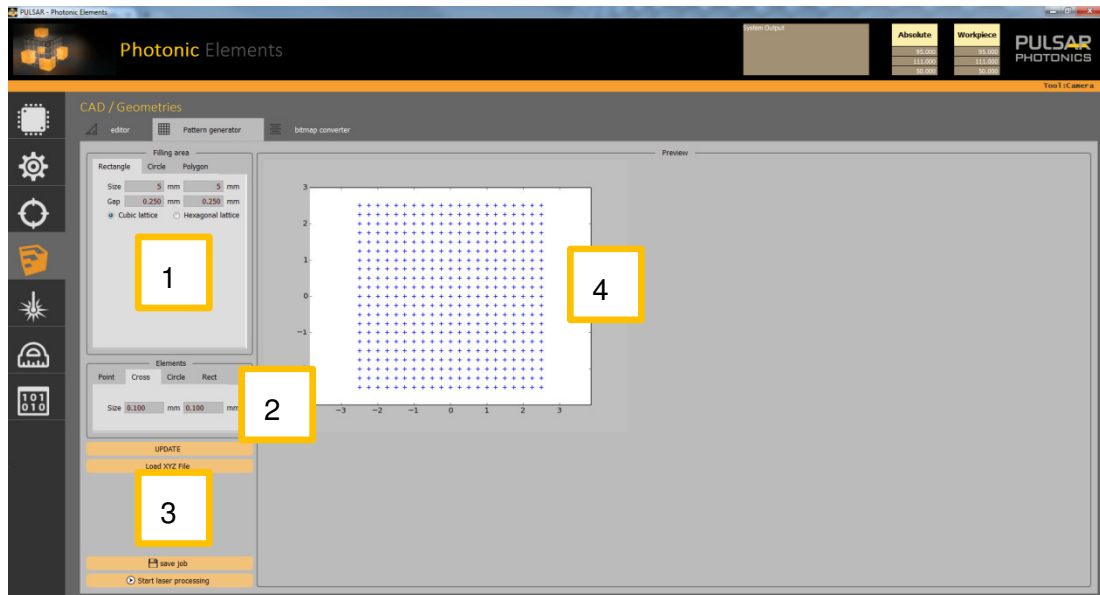 PULSAR - Photonic Elements
Photonic Elements
System Output
Absolute
95.000
111.000
50.000
Workpiece
95.000
111.000
50.000
PULSAR
PHOTONICS
Tool:Camera
CAD / Geometries
editor
Pattern generator
bitmap converter
Filling area
Rectangle Circle Polygon
Size 5 mm 5 mm
Gap 0.250 mm 0.250 mm
Cubic lattice Hexagonal lattice
1
Elements
Point Cross Circle Rect
Size 0.100 mm 0.100 mm
2
UPDATE
Load XYZ File
3
save job
Start laser processing
Preview
3
2
1
0
−1
−3 −2 −1 0 1 2 3
4
101
010